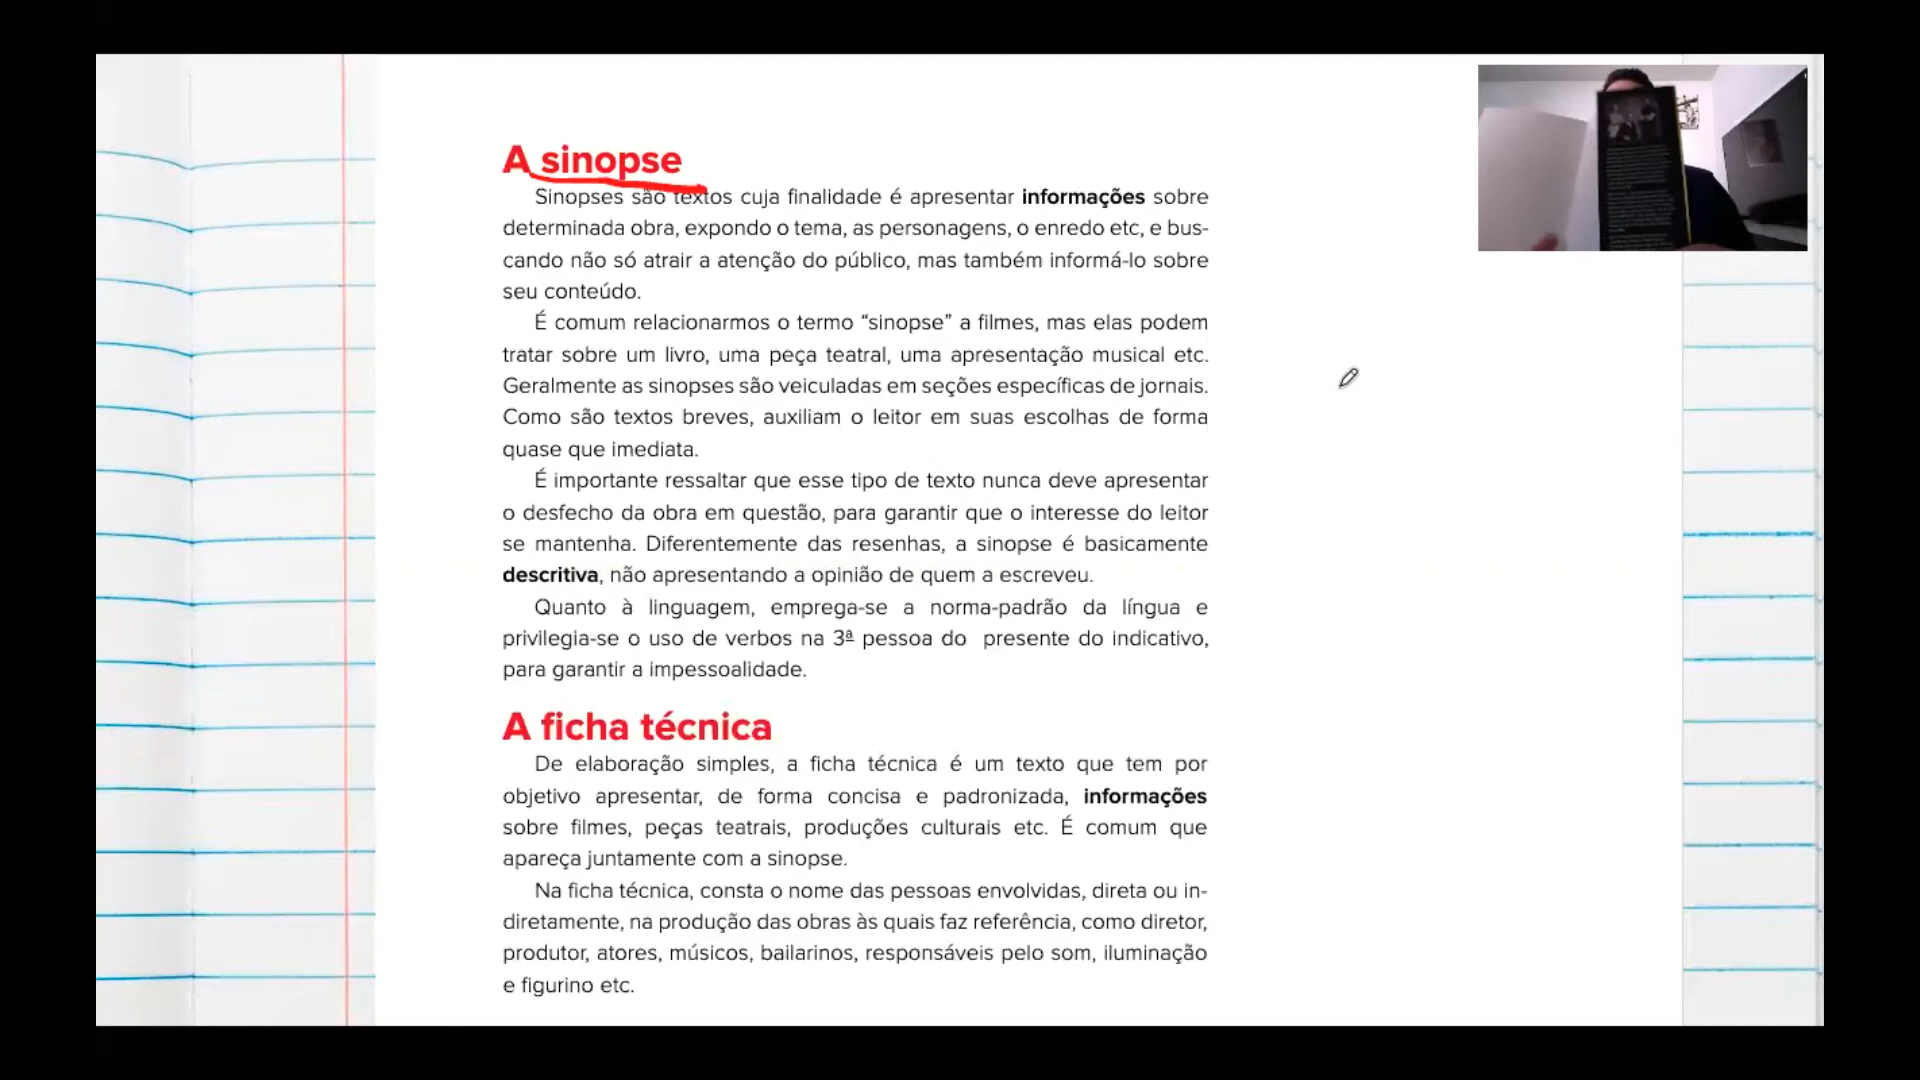 A sinopse
Sinopses são textos cuja finalidade é apresentar informações sobre
determinada obra, expondo o tema, as personagens, o enredo etc, e bus-
cando não só atrair a atenção do público, mas também informá-lo sobre
seu conteúdo.
É comum relacionarmos o termo “sinopse” a filmes, mas elas podem
tratar sobre um livro, uma peça teatral, uma apresentação musical etc.
Geralmente as sinopses são veiculadas em seções específicas de jornais.
Como são textos breves, auxiliam o leitor em suas escolhas de forma
quase que imediata.
É importante ressaltar que esse tipo de texto nunca deve apresentar
o desfecho da obra em questão, para garantir que o interesse do leitor
se mantenha. Diferentemente das resenhas, a sinopse é basicamente
descritiva, não apresentando a opinião de quem a escreveu.
Quanto à linguagem, emprega-se a norma-padrão da língua e
privilegia-se o uso de verbos na 3ª pessoa do presente do indicativo,
para garantir a impessoalidade.
A ficha técnica
De elaboração simples, a ficha técnica é um texto que tem por
objetivo apresentar, de forma concisa e padronizada, informações
sobre filmes, peças teatrais, produções culturais etc. É comum que
apareça juntamente com a sinopse.
Na ficha técnica, consta o nome das pessoas envolvidas, direta ou in-
diretamente, na produção das obras às quais faz referência, como diretor,
produtor, atores, músicos, bailarinos, responsáveis pelo som, iluminação
e figurino etc.